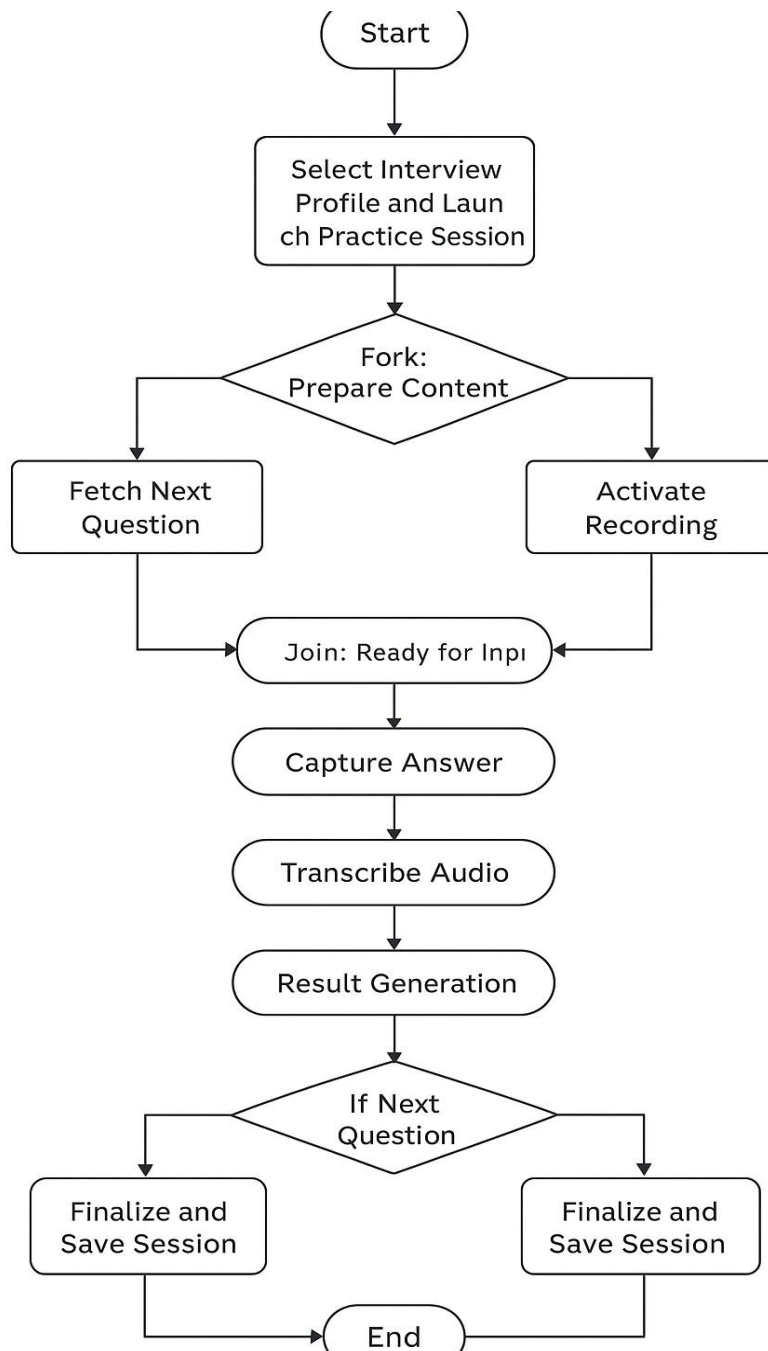 Start
Select Interview
Profile and Laun
ch Practice Session
Fork:
Prepare Content
Fetch Next
Question
Activate
Recording
Join: Ready for
Capture Answer
Transcribe Audio
Result Generation
If Next
Question
Finalize and
Save Session
Finalize and
Save Session
End